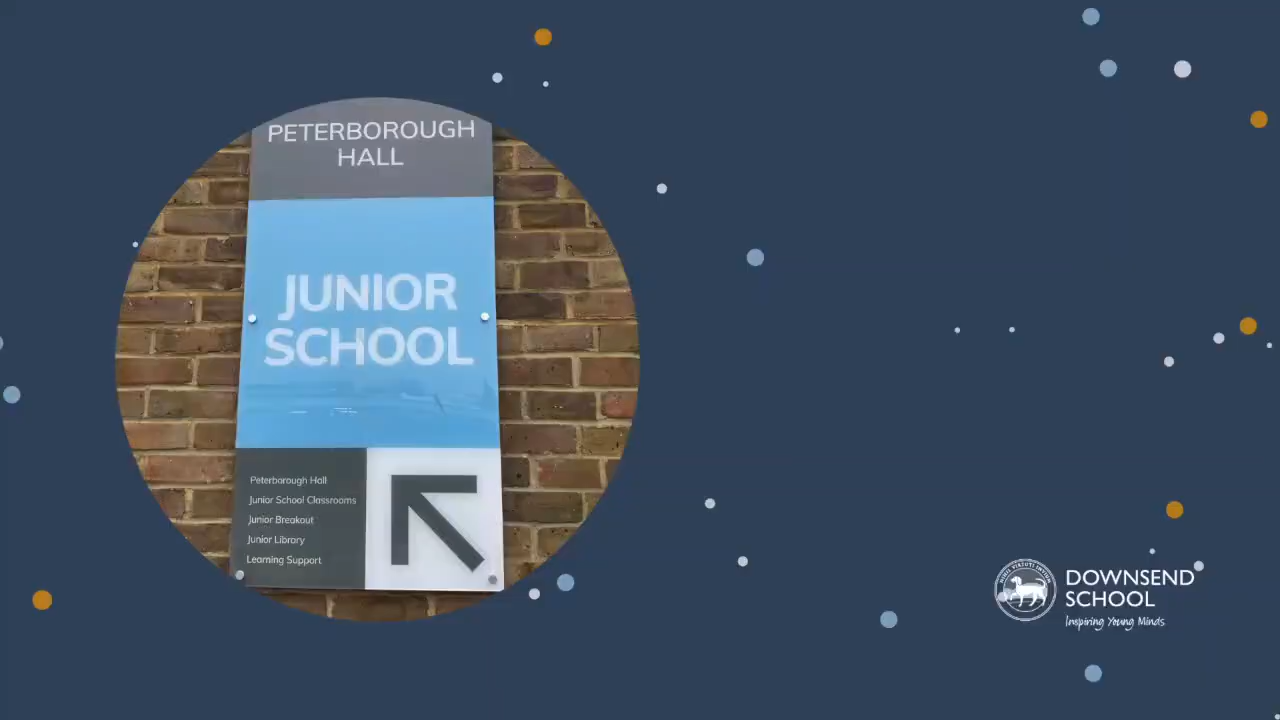 PETERBOROUGH
HALL
JUNIOR
SCHOOL
Peterborough Hall
Junior School Classrooms
Junior Breakout
Junior Library
Learning Support
DOWNSEND
SCHOOL
Inspiring Young Minds